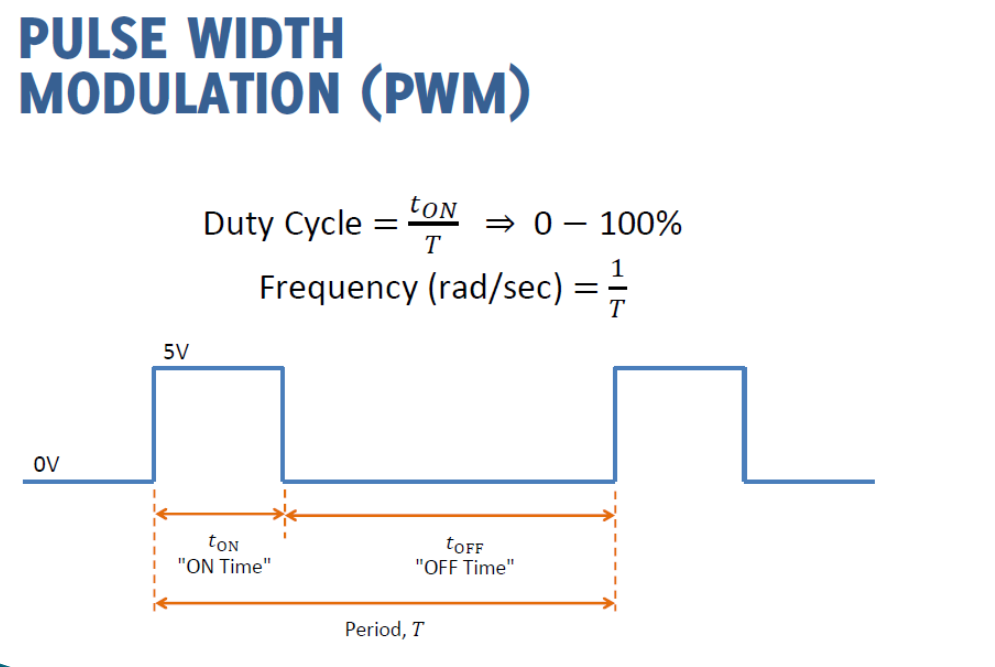 PULSE WIDTH
MODULATION (PWM)
Duty Cycle = tON/T ⇒ 0 – 100%
Frequency (rad/sec) = 1/T
5V
0V
tON
"ON Time"
tOFF
"OFF Time"
Period, T